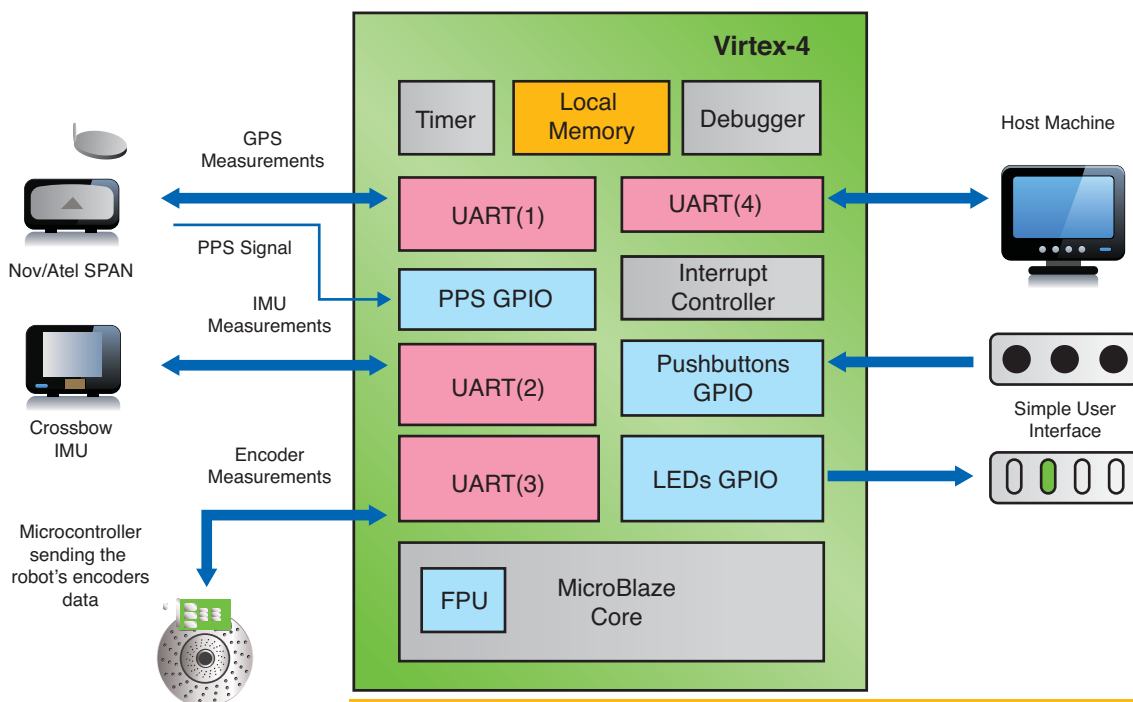 Virtex-4
Timer
Local
Memory
Debugger
GPS
Measurements
Host Machine
UART(1)
UART(4)
Nov/Atel SPAN
PPS Signal
PPS GPIO
Interrupt
Controller
IMU
Measurements
UART(2)
Pushbuttons
GPIO
Crossbow
IMU
Simple User
Interface
Encoder
Measurements
UART(3)
LEDs GPIO
Microcontroller
sending the
robot's encoders
data
FPU
MicroBlaze
Core